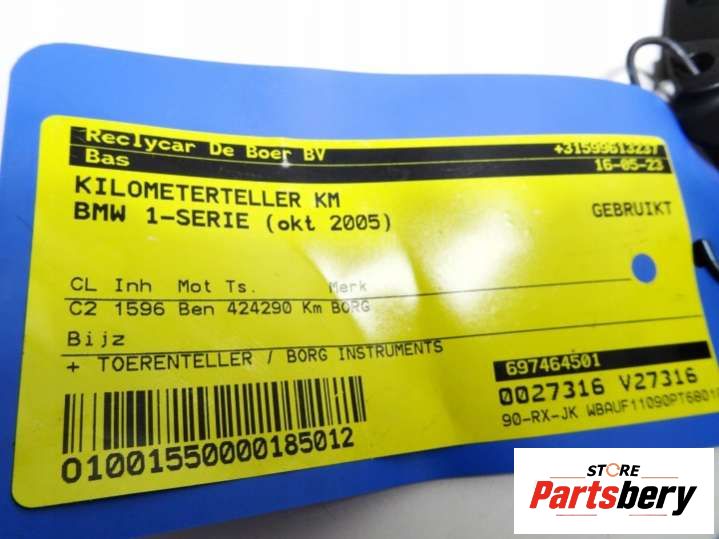 Reclycar De Boer BV +31599613237
Bas 16-05-23
KILOMETERTELLER KM
BMW 1-SERIE (okt 2005) GEBRUIKT
CL Inh Mot Ts. Merk
C2 1596 Ben 424290 Km BORG
Bijz
+ TOERENTELLER / BORG INSTRUMENTS
697464501
0027316 V27316
90-RX-JK
01001550000185012
STORE
Partsbery